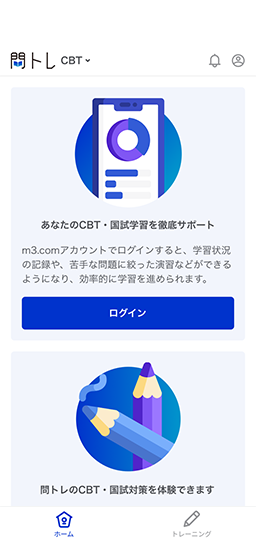 問トレ CBT
あなたのCBT・国試学習を徹底サポート
m3.comアカウントでログインすると、学習状況
の記録や、苦手な問題に絞った演習などができる
ようになり、効率的に学習を進められます。
ログイン
問トレのCBT・国試対策を体験できます
ホーム トレーニング